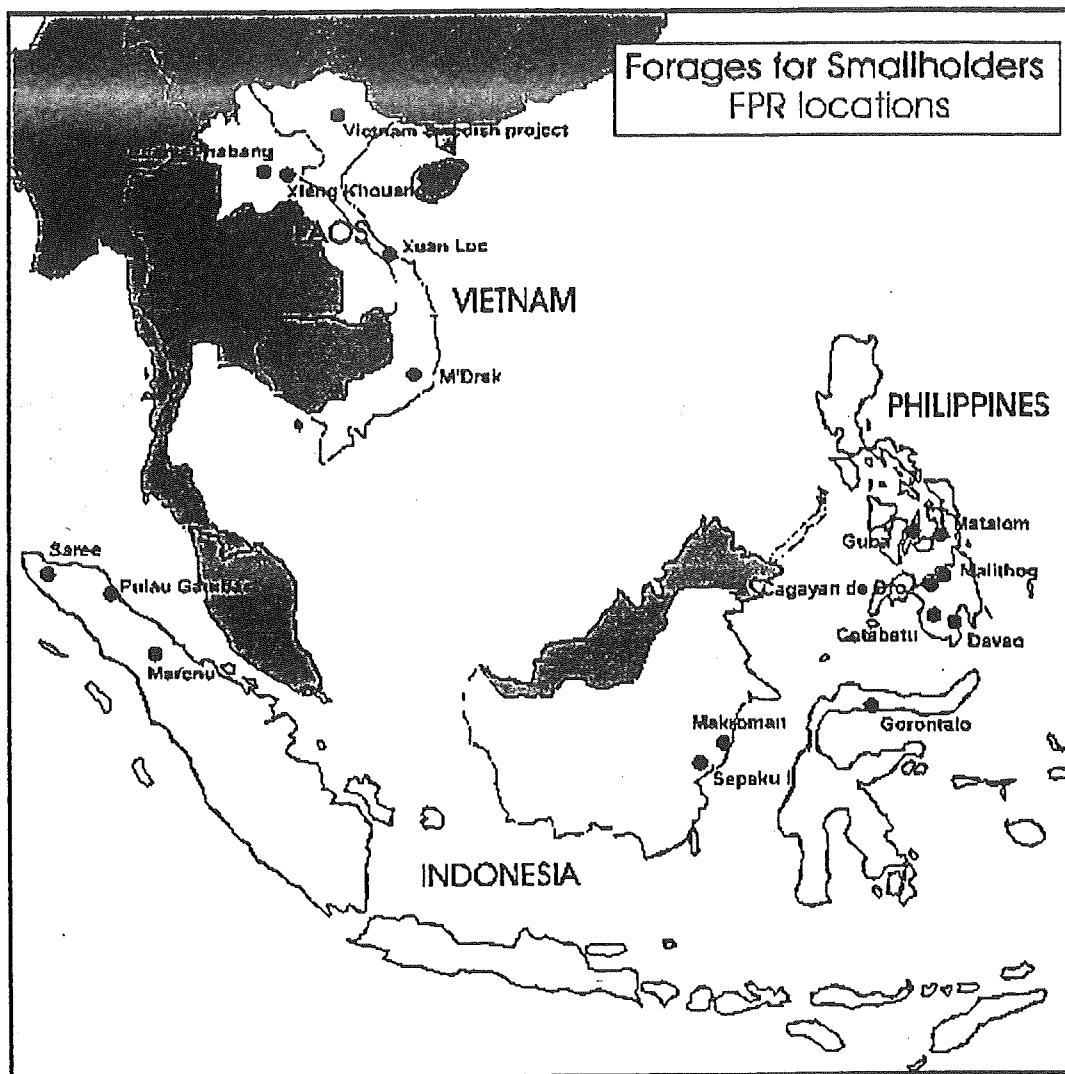 Forages for Smallholders
FPR locations
Vietnam Swedish project
Phabang
Xieng Khouang
LAOS
Xuan Loc
VIETNAM
M'Drak
PHILIPPINES
Matalom
Guba
Malitbog
Cagayan de Oro
Cotabatu
Davao
Saree
Pulau Gambar
Marenu
Makroman
Gorontalo
Sepaku I
INDONESIA